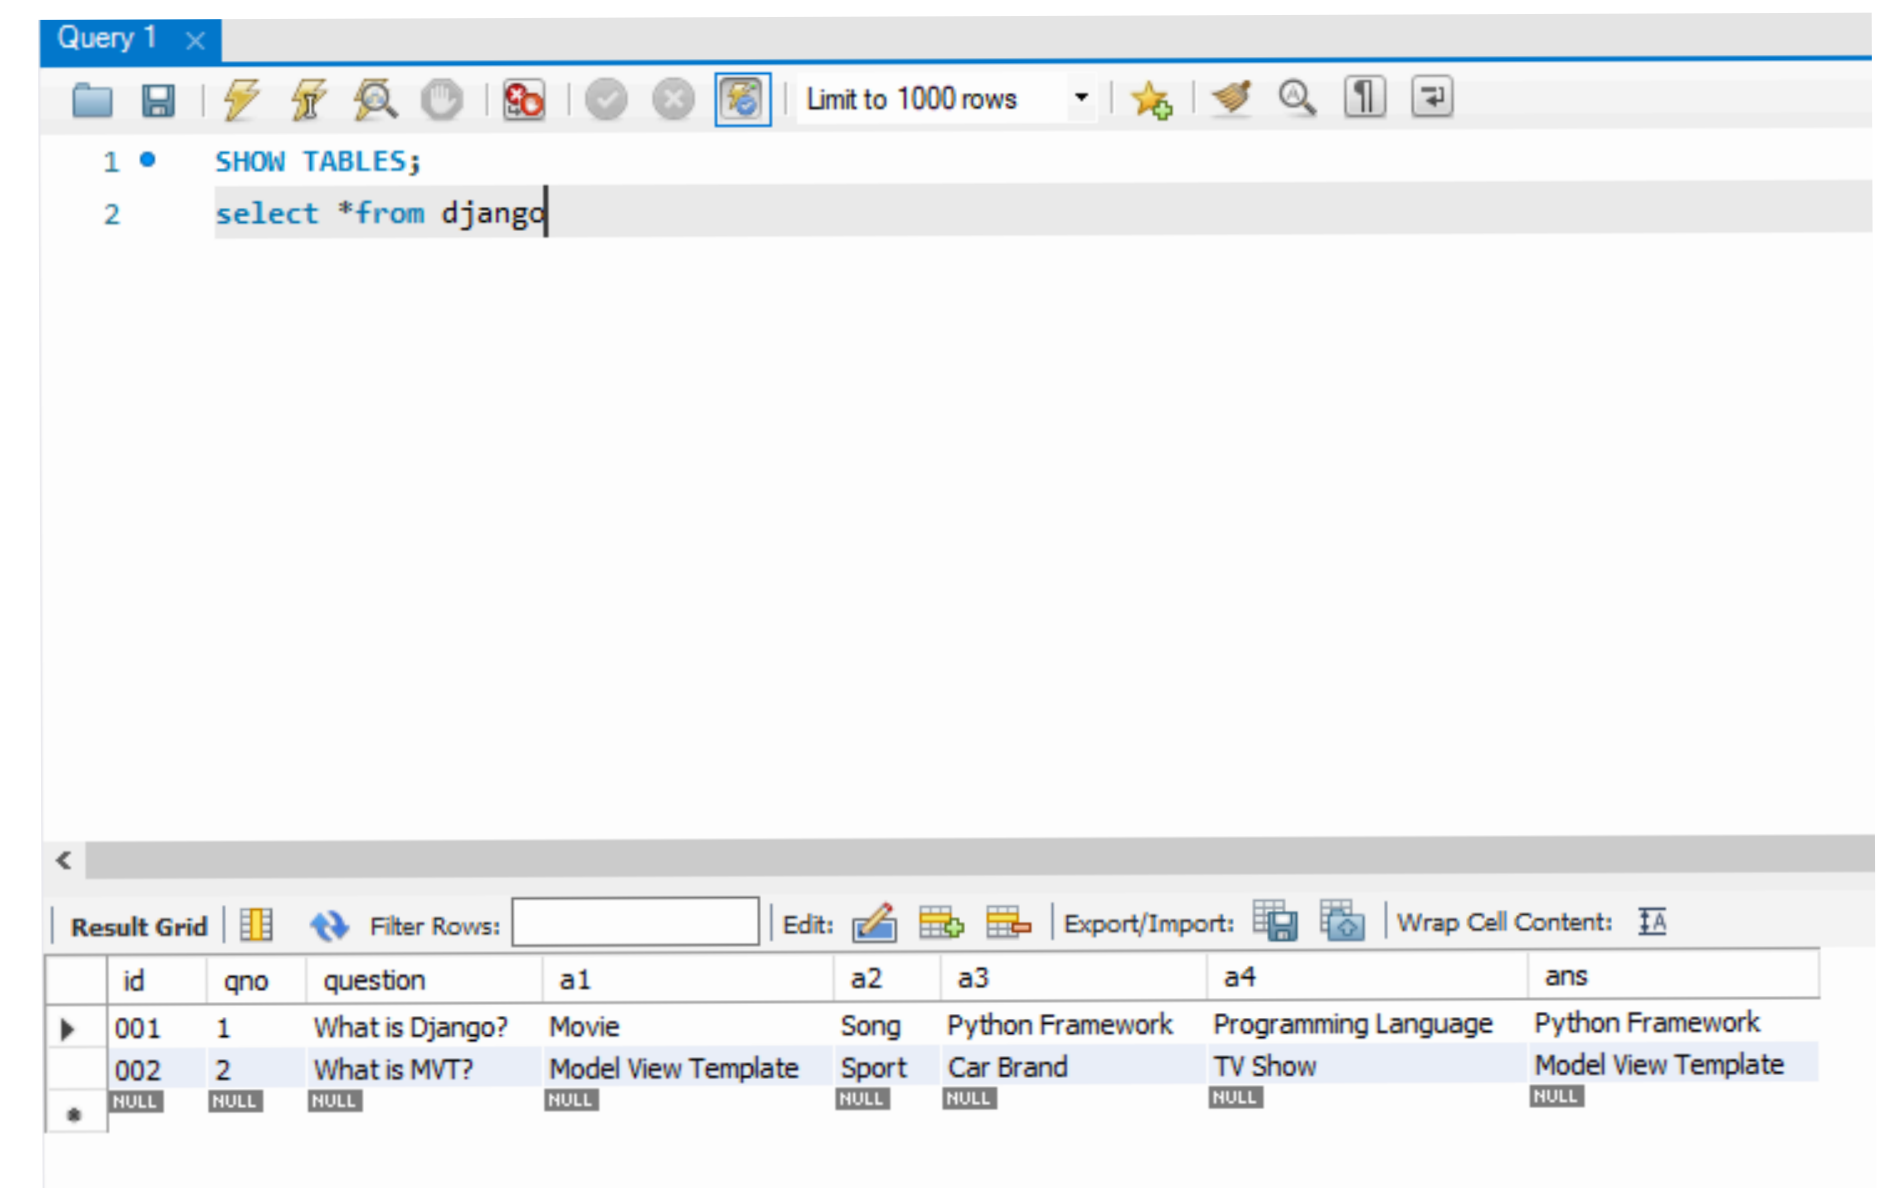 Query 1
Limit to 1000 rows
1 SHOW TABLES;
2 select *from django
Result Grid Filter Rows: Edit: Export/Import: Wrap Cell Content:
id qno question a1 a2 a3 a4 ans
001 1 What is Django? Movie Song Python Framework Programming Language Python Framework
002 2 What is MVT? Model View Template Sport Car Brand TV Show Model View Template
NULL NULL NULL NULL NULL NULL NULL NULL